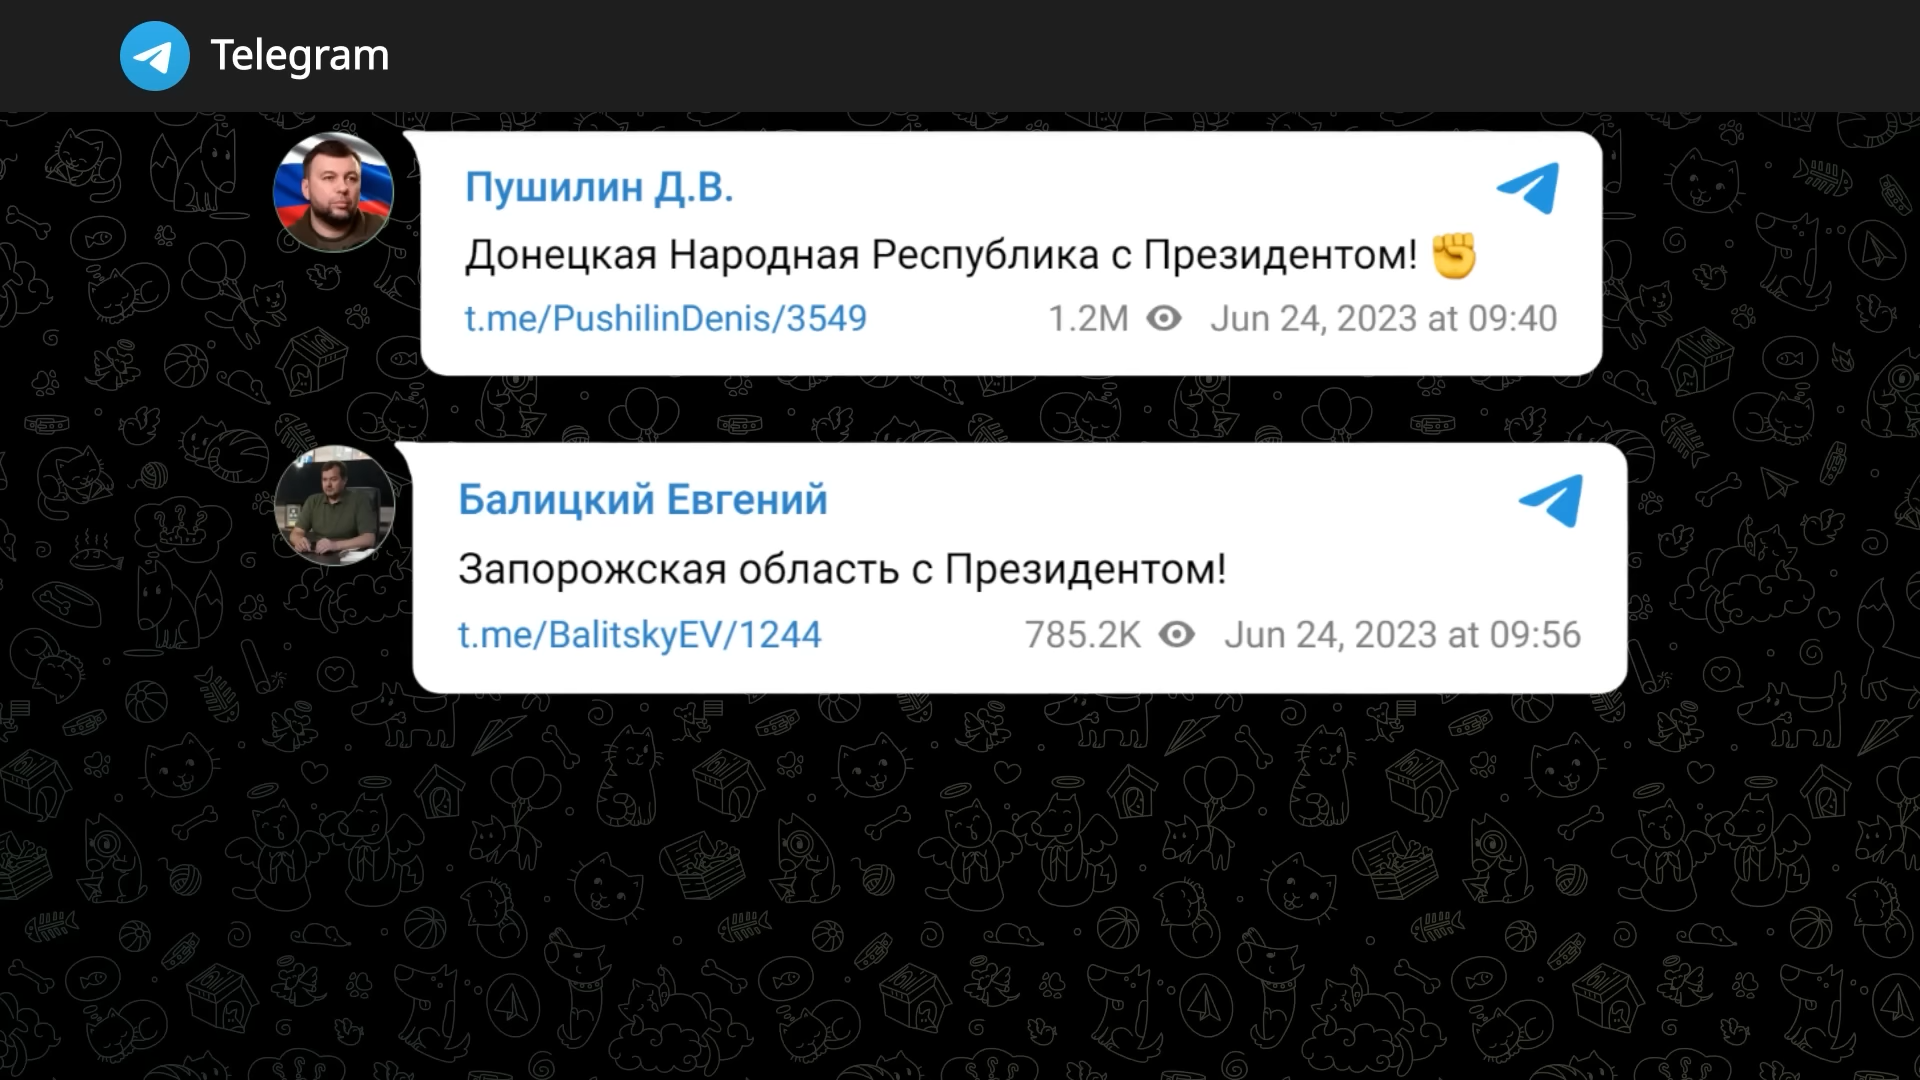 Telegram
Пушилин Д.В.
Донецкая Народная Республика с Президентом! ✊
t.me/PushilinDenis/3549 1.2M Jun 24, 2023 at 09:40
Балицкий Евгений
Запорожская область с Президентом!
t.me/BalitskyEV/1244 785.2K Jun 24, 2023 at 09:56